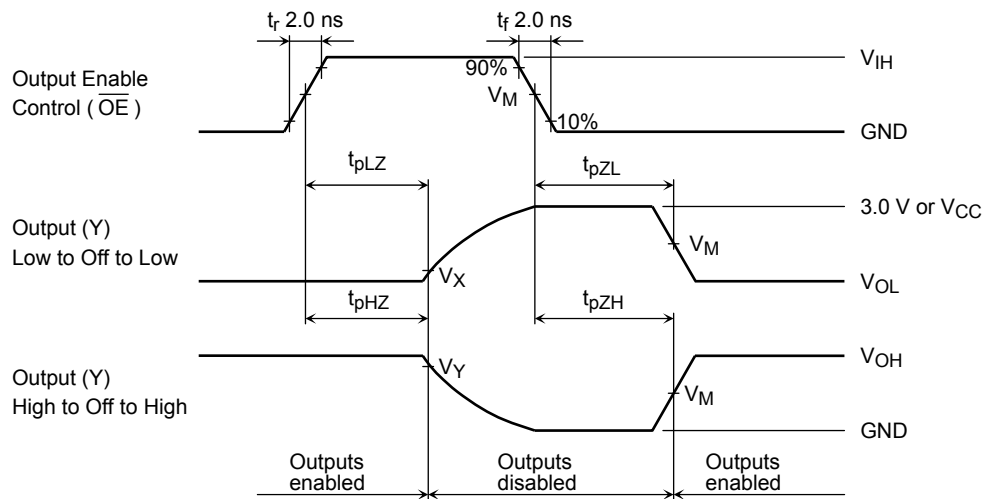 tr 2.0 ns
tf 2.0 ns
Output Enable
Control ( OE )
90%
VM
10%
VIH
GND
tpLZ
tpZL
Output (Y)
Low to Off to Low
VX
VM
3.0 V or VCC
VOL
tpHZ
tpZH
Output (Y)
High to Off to High
VY
VM
VOH
GND
Outputs
enabled
Outputs
disabled
Outputs
enabled